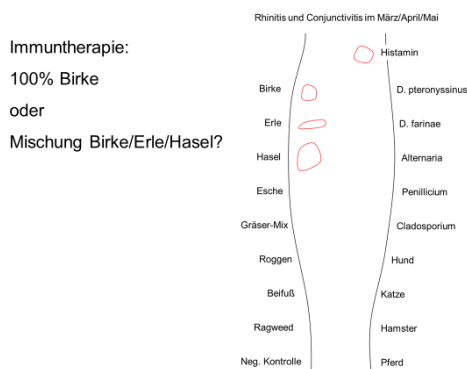 Rhinitis und Conjunctivitis im März/April/Mai
Immuntherapie:
100% Birke
oder
Mischung Birke/Erle/Hasel?
Histamin
Birke
D. pteronyssinus
Erle
D. farinae
Hasel
Alternaria
Esche
Penillicium
Gräser-Mix
Cladosporium
Roggen
Hund
Beifuß
Katze
Ragweed
Hamster
Neg. Kontrolle
Pferd